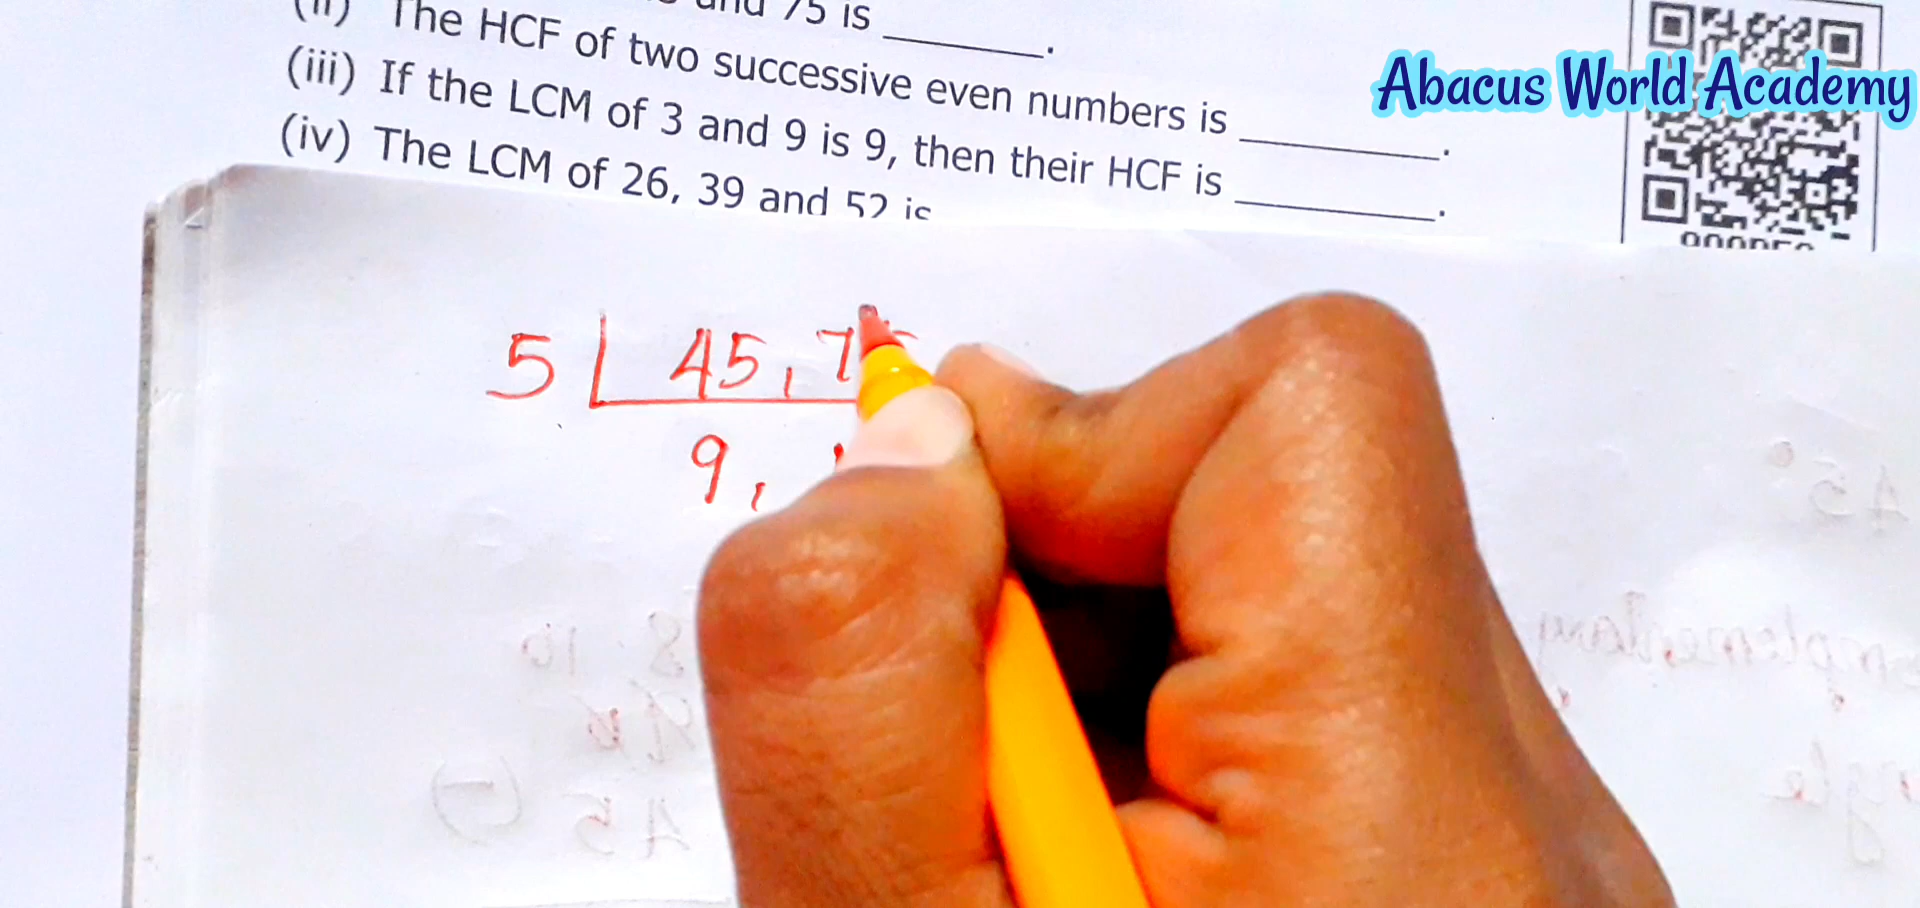 and 75 is ________.
(ii) The HCF of two successive even numbers is ________.
(iii) If the LCM of 3 and 9 is 9, then their HCF is ________.
(iv) The LCM of 26, 39 and 52 is
Abacus World Academy
5 45, 75
9,